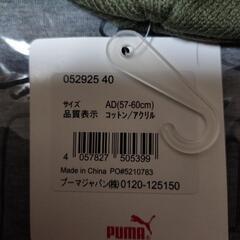 052925 40
サイズ AD(57-60cm)
品質表示 コットン/アクリル
4 057827 505399
Made in China PO#5210783
プーマジャパン(株) 0120-125150
PUMA